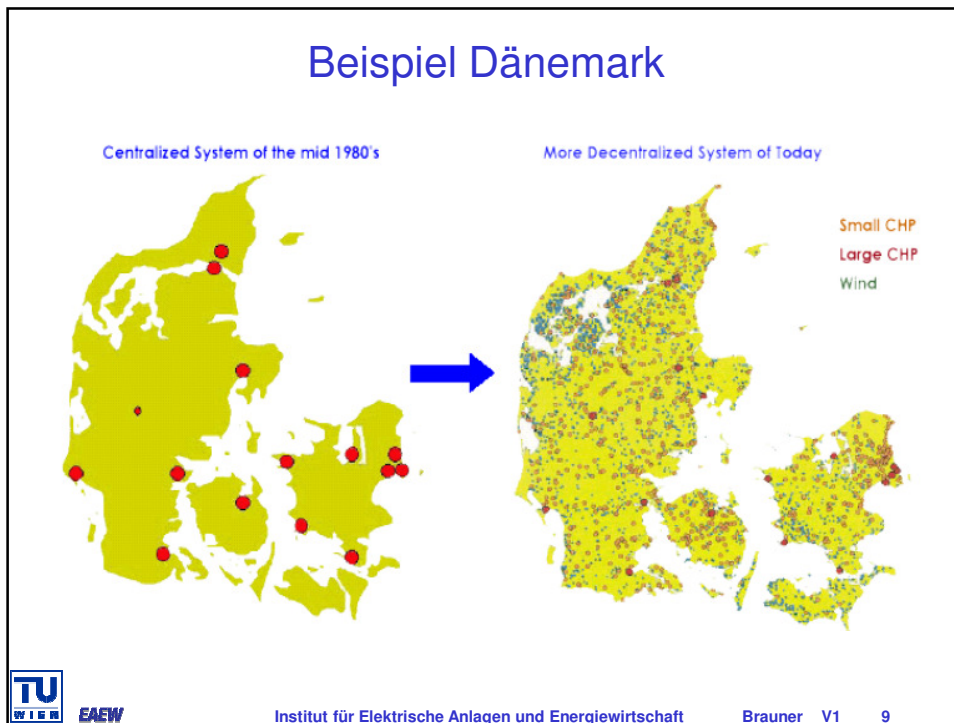 Beispiel Dänemark
Centralized System of the mid 1980's
More Decentralized System of Today
Small CHP
Large CHP
Wind
TU
WIEN
EAEW
Institut für Elektrische Anlagen und Energiewirtschaft Brauner V1 9